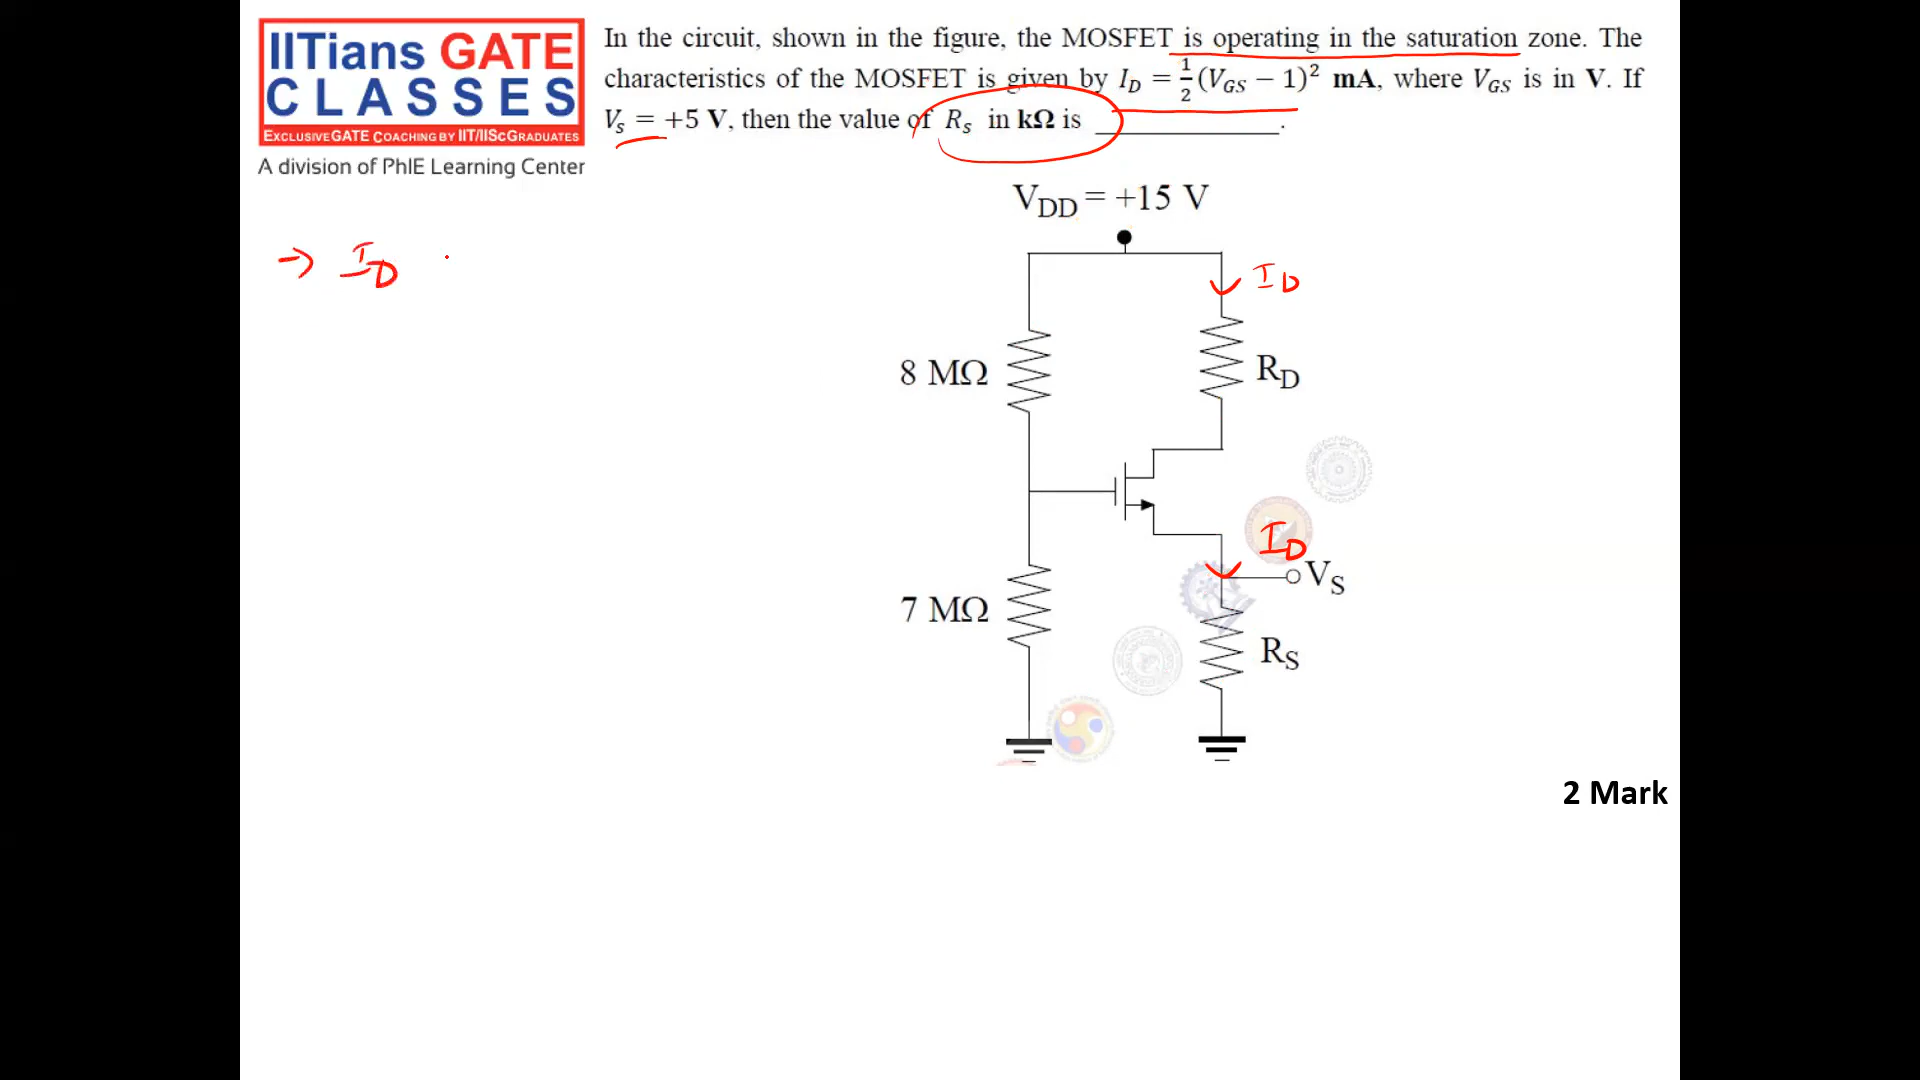 IITians GATE
CLASSES
EXCLUSIVE GATE COACHING BY IIT/IISc GRADUATES
A division of PhIE Learning Center
In the circuit, shown in the figure, the MOSFET is operating in the saturation zone. The
characteristics of the MOSFET is given by I_D = 1/2 (V_GS − 1)² mA, where V_GS is in V. If
V_s = +5 V, then the value of R_s in kΩ is ____________.
V_DD = +15 V
→ I_D
I_D
8 MΩ
R_D
I_D
V_S
7 MΩ
R_S
2 Mark